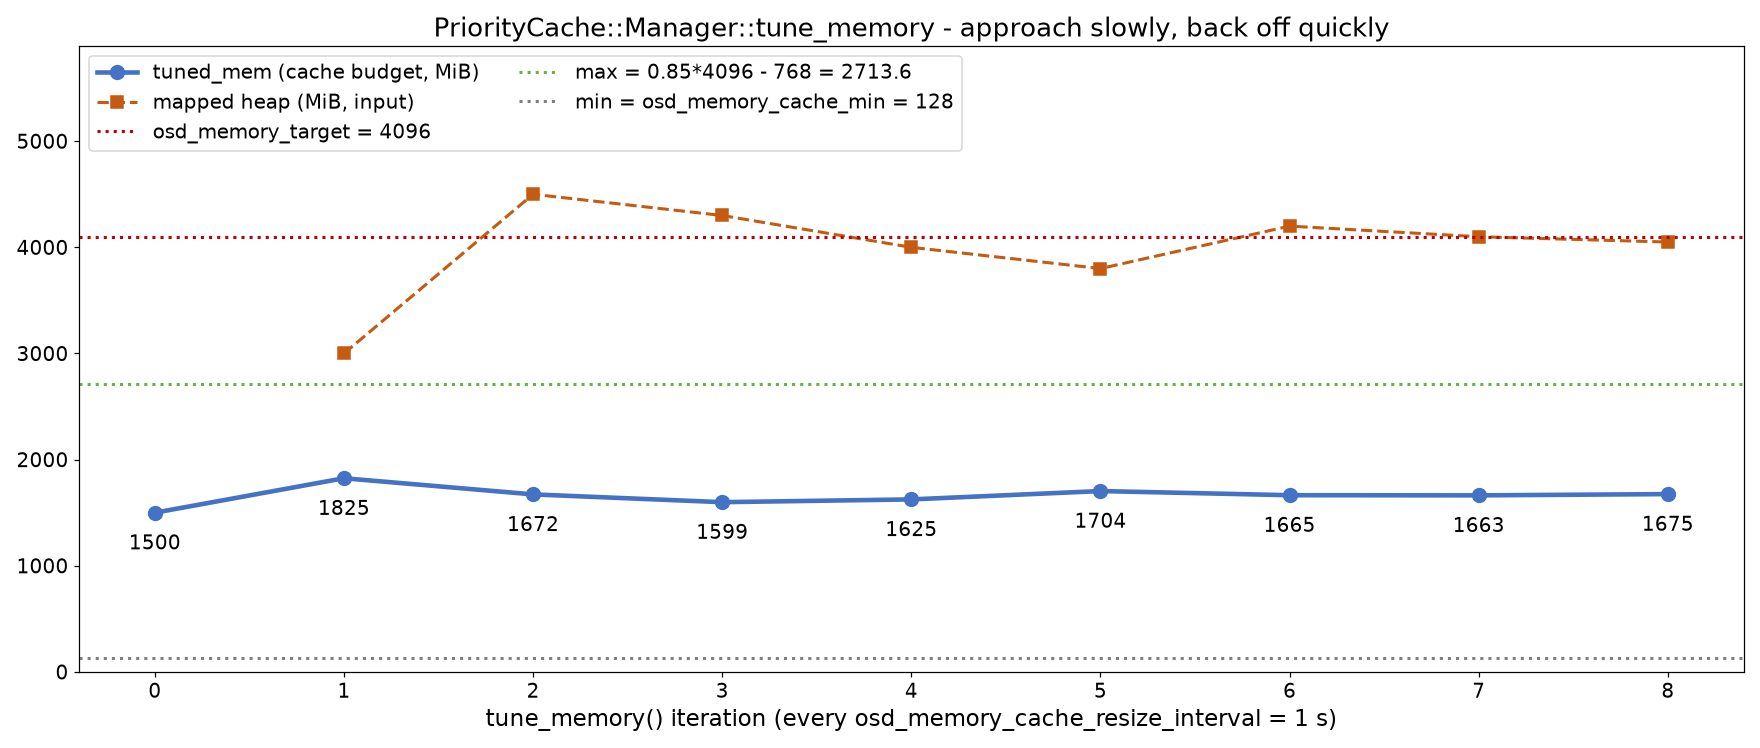 PriorityCache::Manager::tune_memory - approach slowly, back off quickly
tuned_mem (cache budget, MiB)
mapped heap (MiB, input)
osd_memory_target = 4096
max = 0.85*4096 - 768 = 2713.6
min = osd_memory_cache_min = 128
5000
4000
3000
2000
1000
0
1500
1825
1672
1599
1625
1704
1665
1663
1675
0 1 2 3 4 5 6 7 8
tune_memory() iteration (every osd_memory_cache_resize_interval = 1 s)